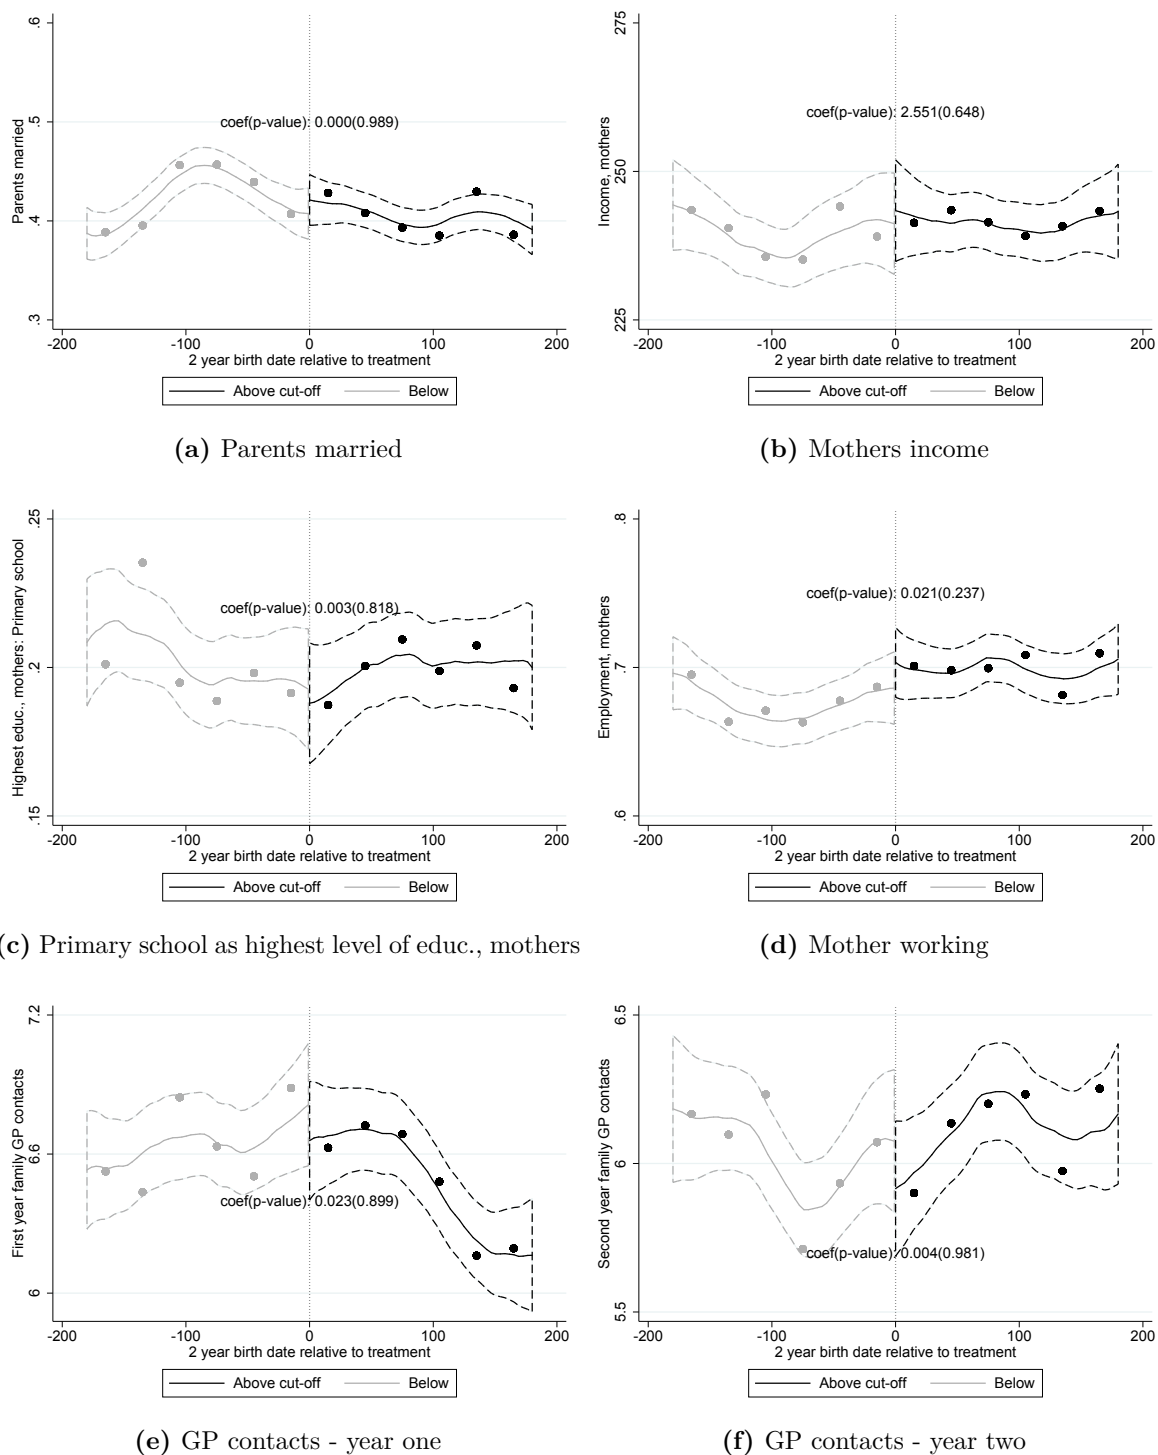 .6
.5
.4
.3
Parents married
coef(p-value): 0.000(0.989)
-200 -100 0 100 200
2 year birth date relative to treatment
Above cut-off Below
(a) Parents married
275
250
225
Income, mothers
coef(p-value): 2.551(0.648)
-200 -100 0 100 200
2 year birth date relative to treatment
Above cut-off Below
(b) Mothers income
.25
.2
.15
Highest educ., mothers: Primary school
coef(p-value): 0.003(0.818)
-200 -100 0 100 200
2 year birth date relative to treatment
Above cut-off Below
(c) Primary school as highest level of educ., mothers
.8
.7
.6
Employment, mothers
coef(p-value): 0.021(0.237)
-200 -100 0 100 200
2 year birth date relative to treatment
Above cut-off Below
(d) Mother working
7.2
6.6
6
First year family GP contacts
coef(p-value): 0.023(0.899)
-200 -100 0 100 200
2 year birth date relative to treatment
Above cut-off Below
(e) GP contacts - year one
6.5
6
5.5
Second year family GP contacts
coef(p-value): 0.004(0.981)
-200 -100 0 100 200
2 year birth date relative to treatment
Above cut-off Below
(f) GP contacts - year two